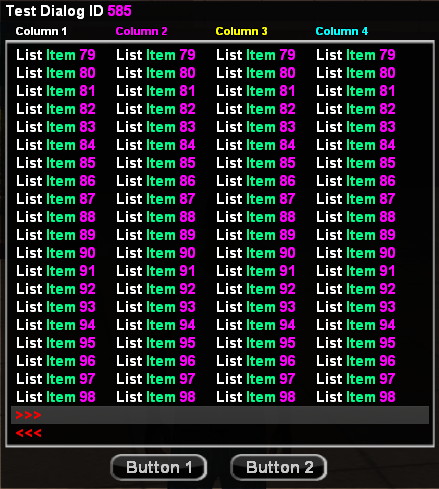 Test Dialog ID 585
Column 1 Column 2 Column 3 Column 4
List Item 79 List Item 79 List Item 79 List Item 79
List Item 80 List Item 80 List Item 80 List Item 80
List Item 81 List Item 81 List Item 81 List Item 81
List Item 82 List Item 82 List Item 82 List Item 82
List Item 83 List Item 83 List Item 83 List Item 83
List Item 84 List Item 84 List Item 84 List Item 84
List Item 85 List Item 85 List Item 85 List Item 85
List Item 86 List Item 86 List Item 86 List Item 86
List Item 87 List Item 87 List Item 87 List Item 87
List Item 88 List Item 88 List Item 88 List Item 88
List Item 89 List Item 89 List Item 89 List Item 89
List Item 90 List Item 90 List Item 90 List Item 90
List Item 91 List Item 91 List Item 91 List Item 91
List Item 92 List Item 92 List Item 92 List Item 92
List Item 93 List Item 93 List Item 93 List Item 93
List Item 94 List Item 94 List Item 94 List Item 94
List Item 95 List Item 95 List Item 95 List Item 95
List Item 96 List Item 96 List Item 96 List Item 96
List Item 97 List Item 97 List Item 97 List Item 97
List Item 98 List Item 98 List Item 98 List Item 98
>>>
<<<
Button 1 Button 2